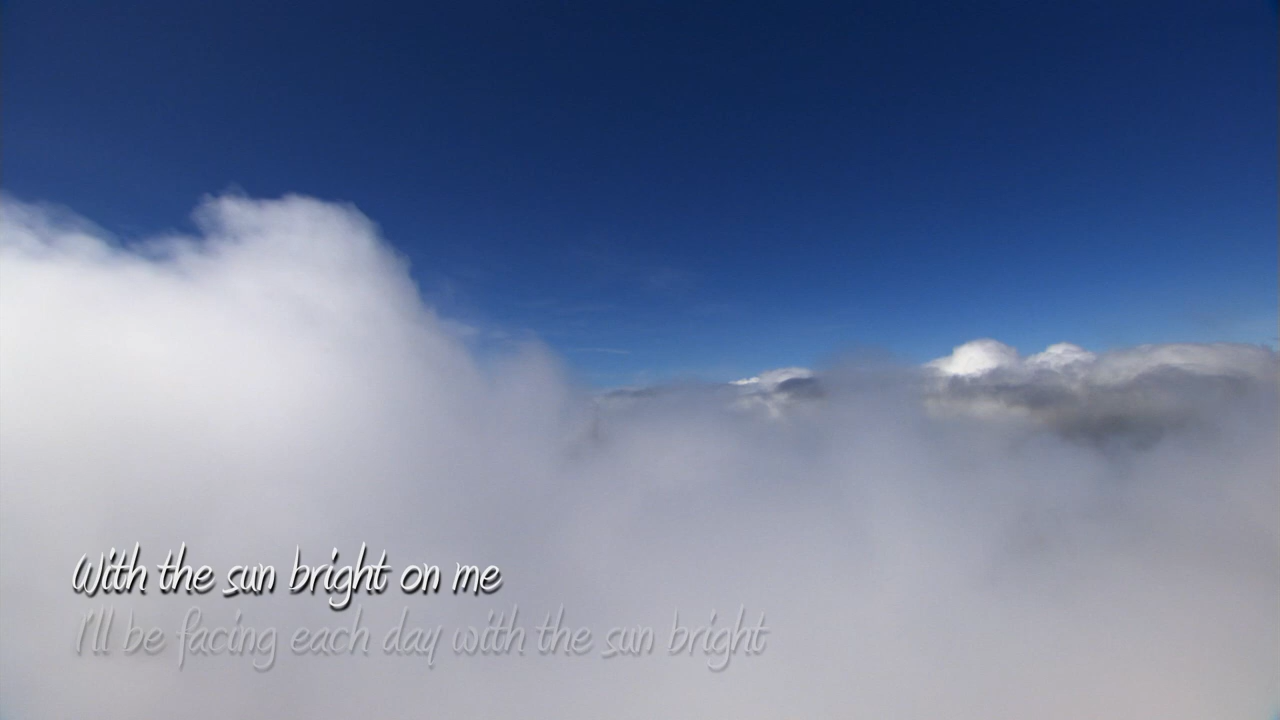 With the sun bright on me
I'll be facing each day with the sun bright